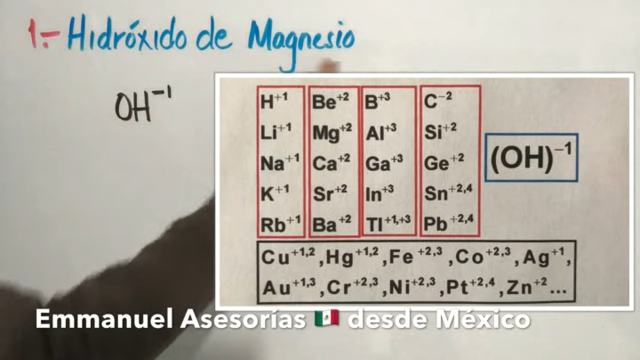 1.- Hidróxido de Magnesio
OH⁻¹
H⁺¹ Be⁺² B⁺³ C⁻²
Li⁺¹ Mg⁺² Al⁺³ Si⁺²
Na⁺¹ Ca⁺² Ga⁺³ Ge⁺² (OH)⁻¹
K⁺¹ Sr⁺² In⁺³ Sn⁺²,⁴
Rb⁺¹ Ba⁺² Tl⁺¹,⁺³ Pb⁺²,⁴
Cu⁺¹,², Hg⁺¹,², Fe⁺²,³, Co⁺²,³, Ag⁺¹,
Au⁺¹,³, Cr⁺²,³, Ni⁺²,³, Pt⁺²,⁴, Zn⁺²...
Emmanuel Asesorías 🇲🇽 desde México